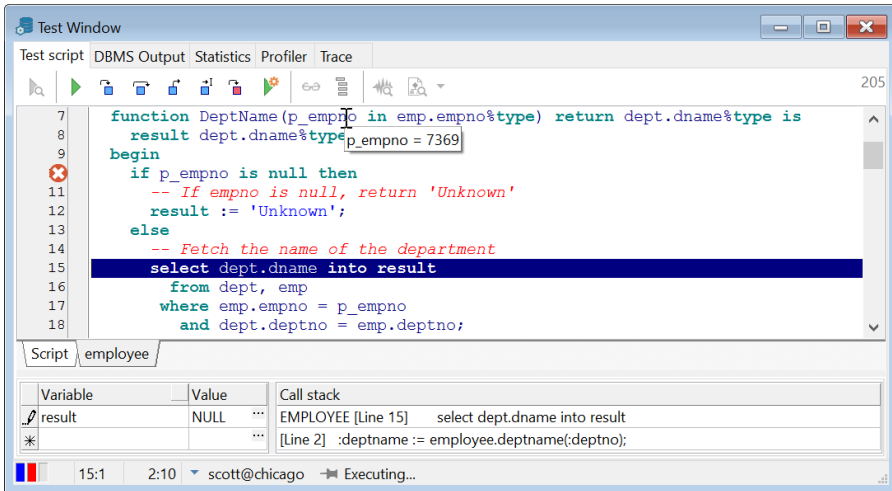 Test Window
Test script DBMS Output Statistics Profiler Trace
205
7 function DeptName(p_empno in emp.empno%type) return dept.dname%type is
8 result dept.dname%type
p_empno = 7369
9 begin
if p_empno is null then
11 -- If empno is null, return 'Unknown'
12 result := 'Unknown';
13 else
14 -- Fetch the name of the department
15 select dept.dname into result
16 from dept, emp
17 where emp.empno = p_empno
18 and dept.deptno = emp.deptno;
Script employee
Variable Value Call stack
result NULL ... EMPLOYEE [Line 15] select dept.dname into result
... [Line 2] :deptname := employee.deptname(:deptno);
15:1 2:10 scott@chicago Executing...